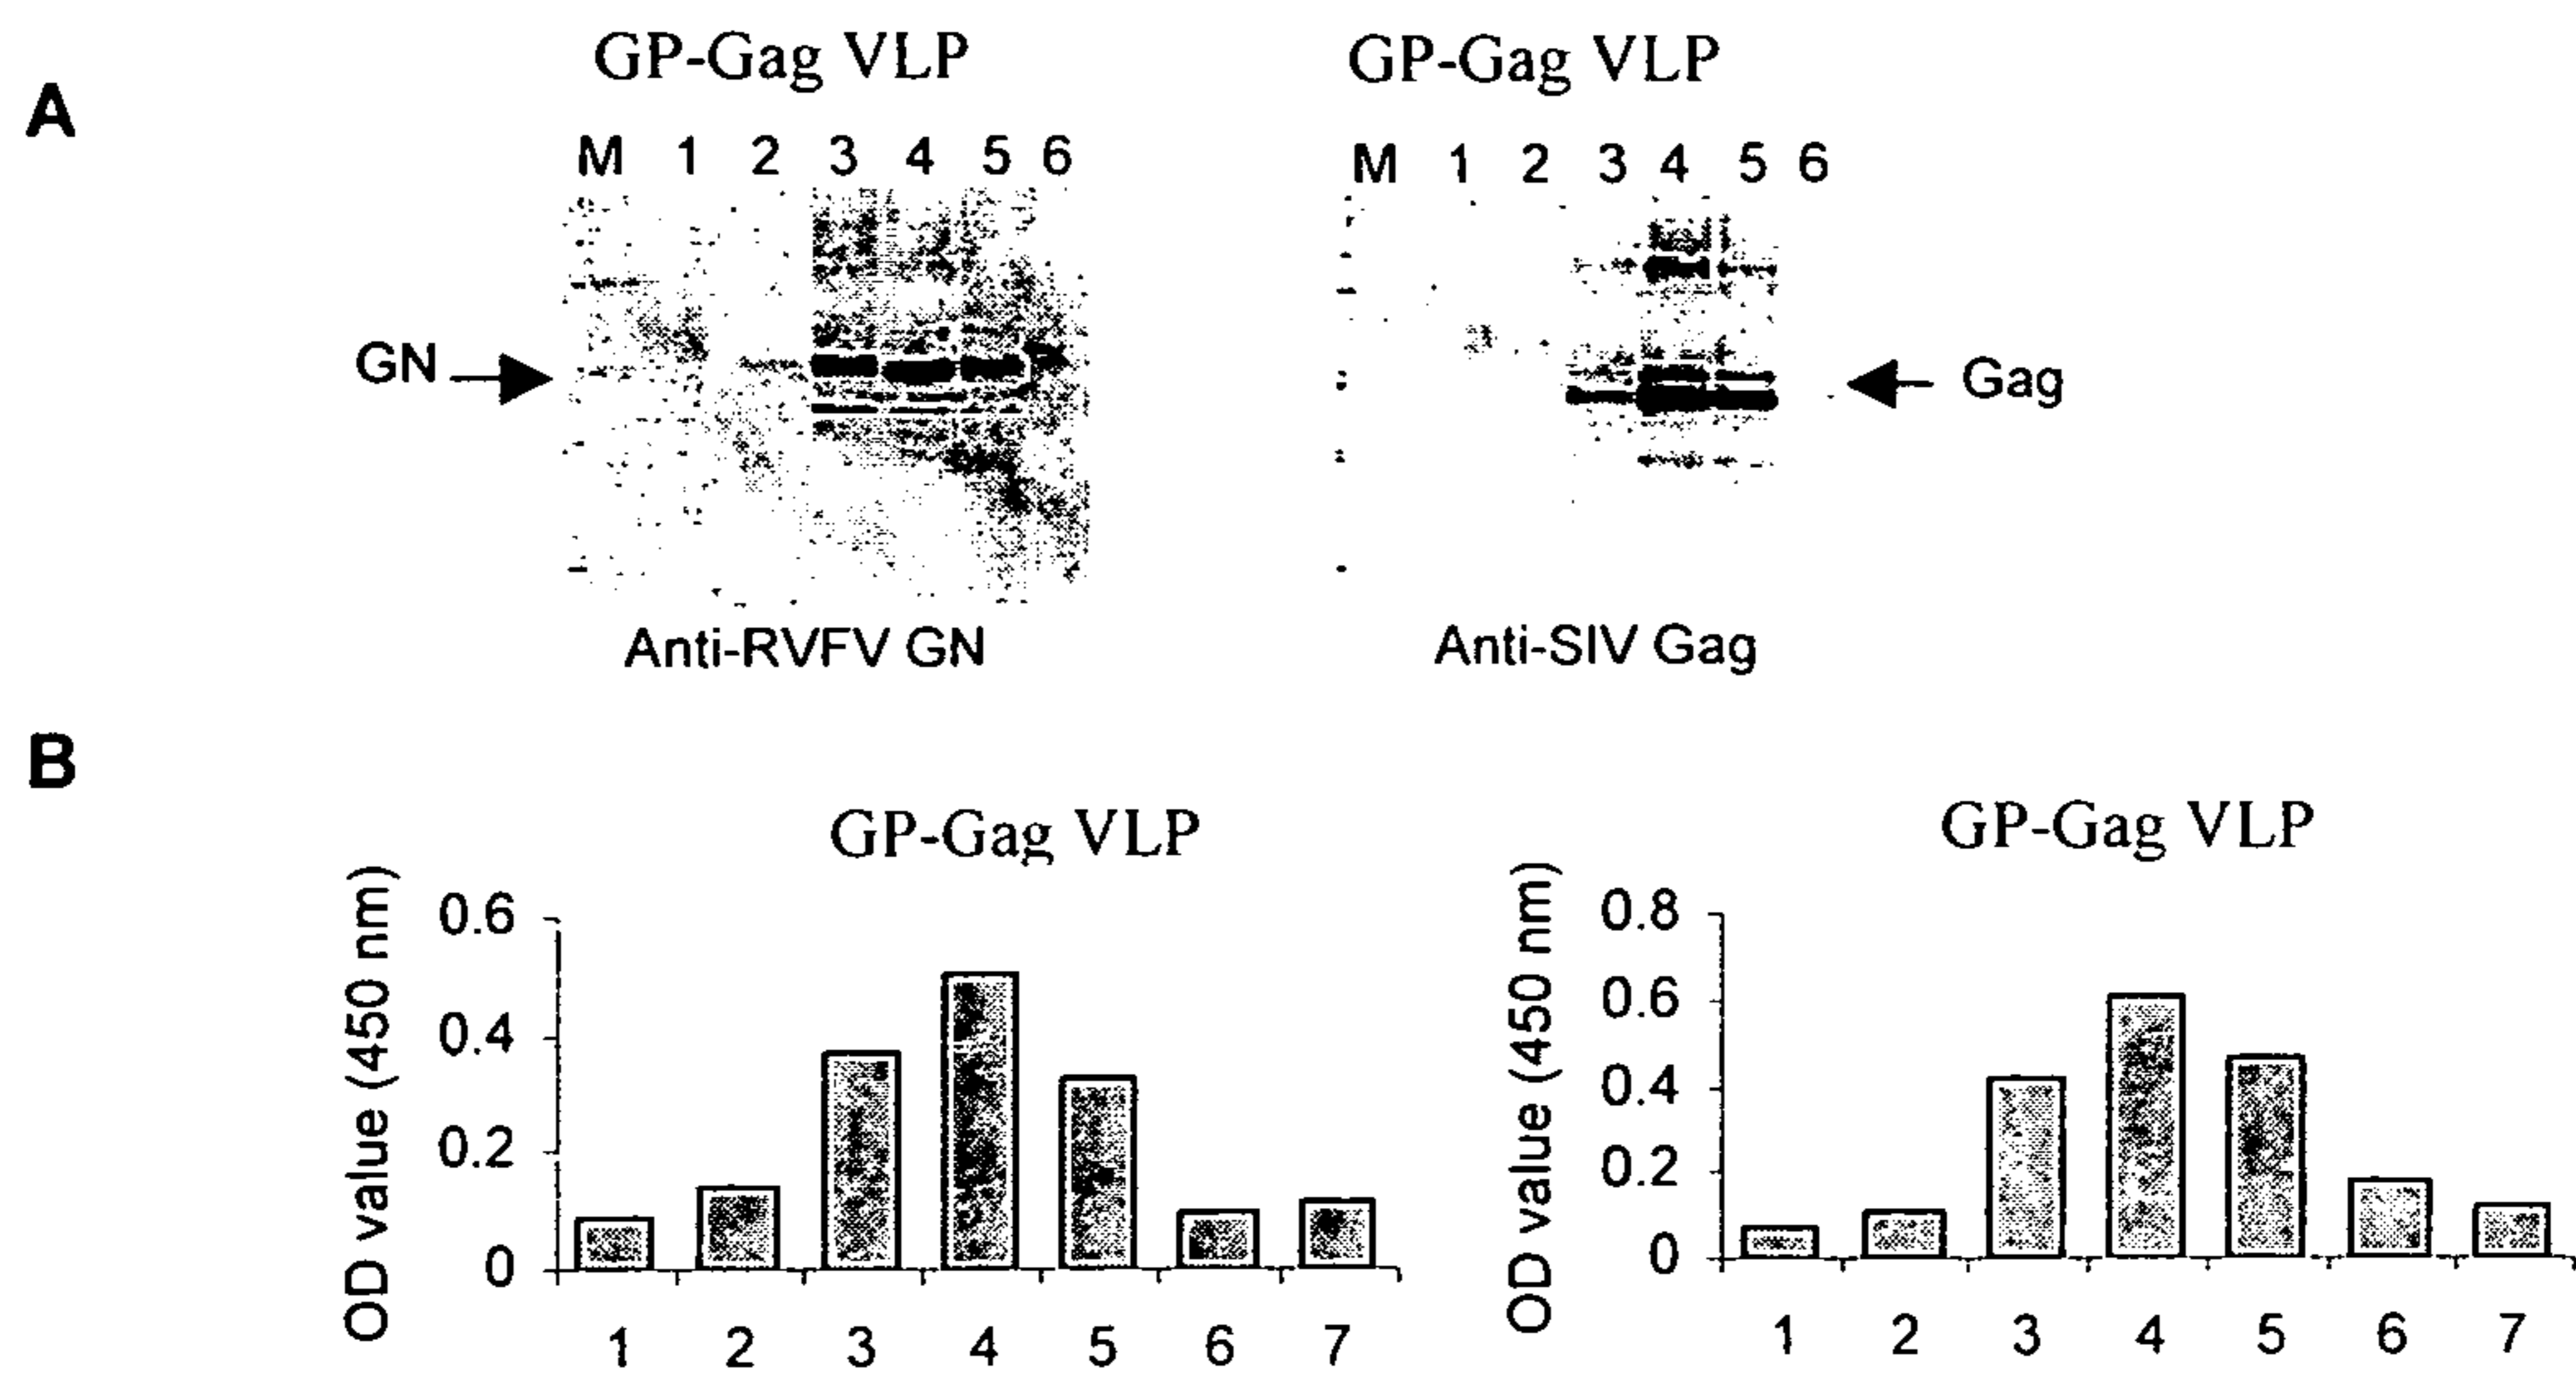 A
GP-Gag VLP
GP-Gag VLP
M 1 2 3 4 5 6
M 1 2 3 4 5 6
GN
Gag
Anti-RVFV GN
Anti-SIV Gag
B
GP-Gag VLP
OD value (450 nm)
0.6
0.4
0.2
0
1 2 3 4 5 6 7
GP-Gag VLP
OD value (450 nm)
0.8
0.6
0.4
0.2
0
1 2 3 4 5 6 7